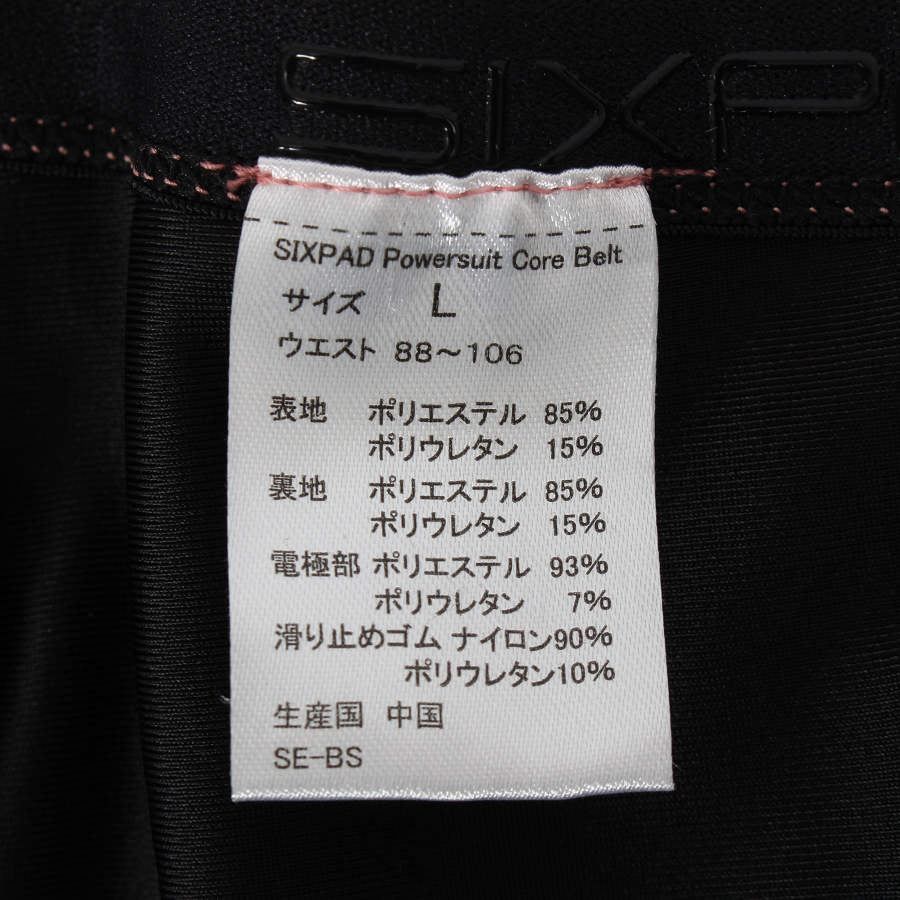 SIXP
SIXPAD Powersuit Core Belt
サイズ L
ウエスト 88～106
表地 ポリエステル 85%
ポリウレタン 15%
裏地 ポリエステル 85%
ポリウレタン 15%
電極部 ポリエステル 93%
ポリウレタン 7%
滑り止めゴム ナイロン90%
ポリウレタン10%
生産国 中国
SE-BS